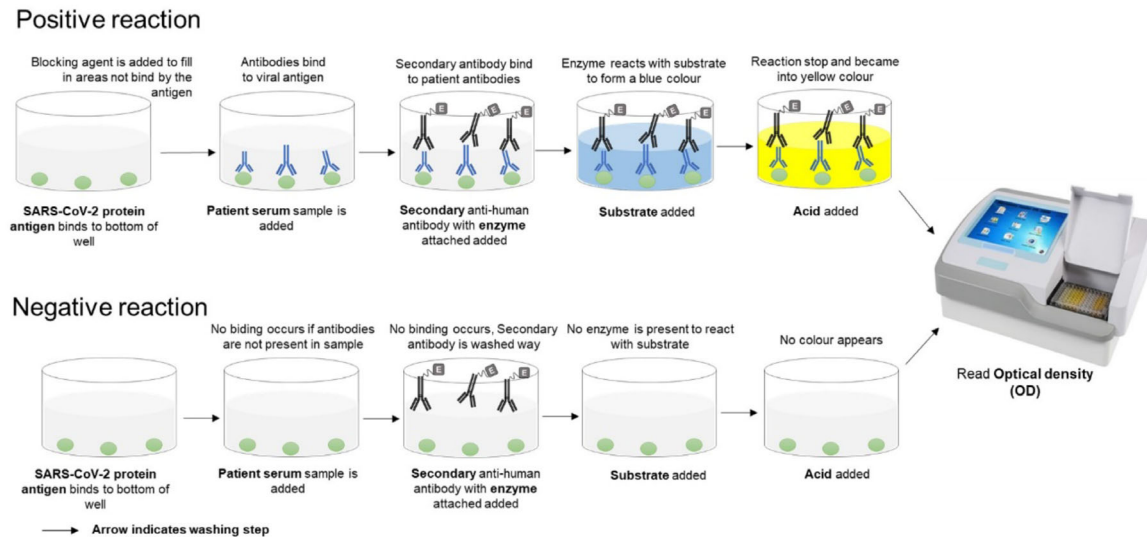 Positive reaction
Blocking agent is added to fill
in areas not bind by the
antigen
Antibodies bind
to viral antigen
Secondary antibody bind
to patient antibodies
Enzyme reacts with substrate
to form a blue colour
Reaction stop and became
into yellow colour
E
E
E
E
E
E
E
E
E
SARS-CoV-2 protein
antigen binds to bottom of
well
Patient serum sample is
added
Secondary anti-human
antibody with enzyme
attached added
Substrate added
Acid added
Negative reaction
No biding occurs if antibodies
are not present in sample
No binding occurs, Secondary
antibody is washed way
No enzyme is present to react
with substrate
No colour appears
E
E
E
Read Optical density
(OD)
SARS-CoV-2 protein
antigen binds to bottom of
well
Patient serum sample is
added
Secondary anti-human
antibody with enzyme
attached added
Substrate added
Acid added
Arrow indicates washing step